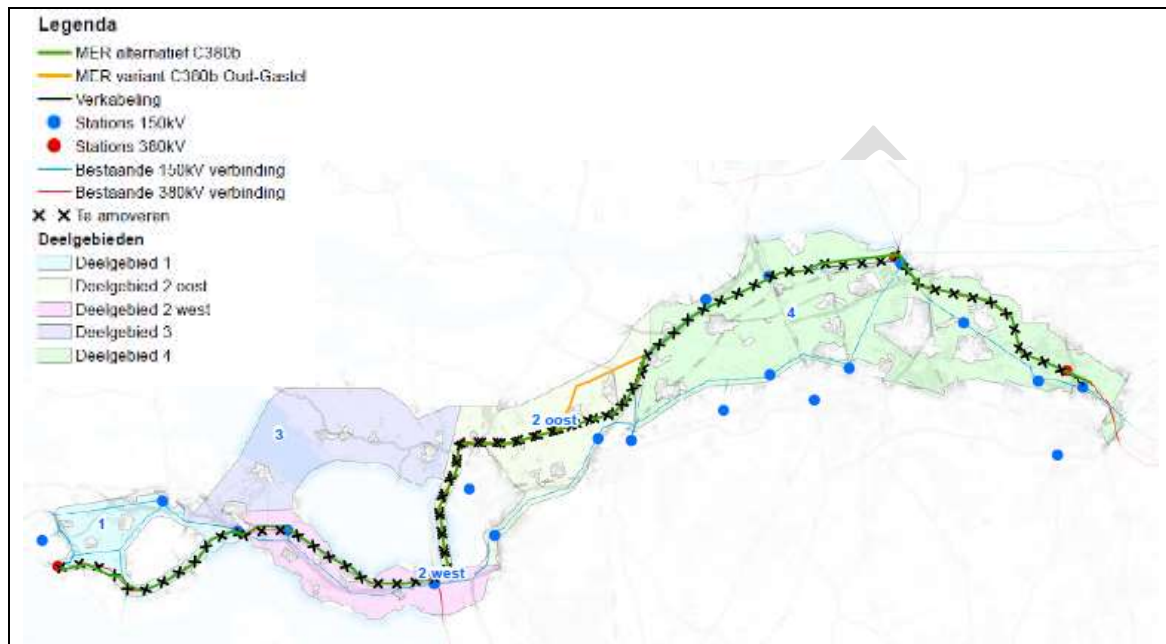 Legenda
MER alternatief C380b
MER variant C380b Oud-Gastel
Verkabeling
Stations 150kV
Stations 380kV
Bestaande 150kV verbinding
Bestaande 380kV verbinding
Te amoveren
Deelgebieden
Deelgebied 1
Deelgebied 2 oost
Deelgebied 2 west
Deelgebied 3
Deelgebied 4
4
2 oost
3
1
2 west